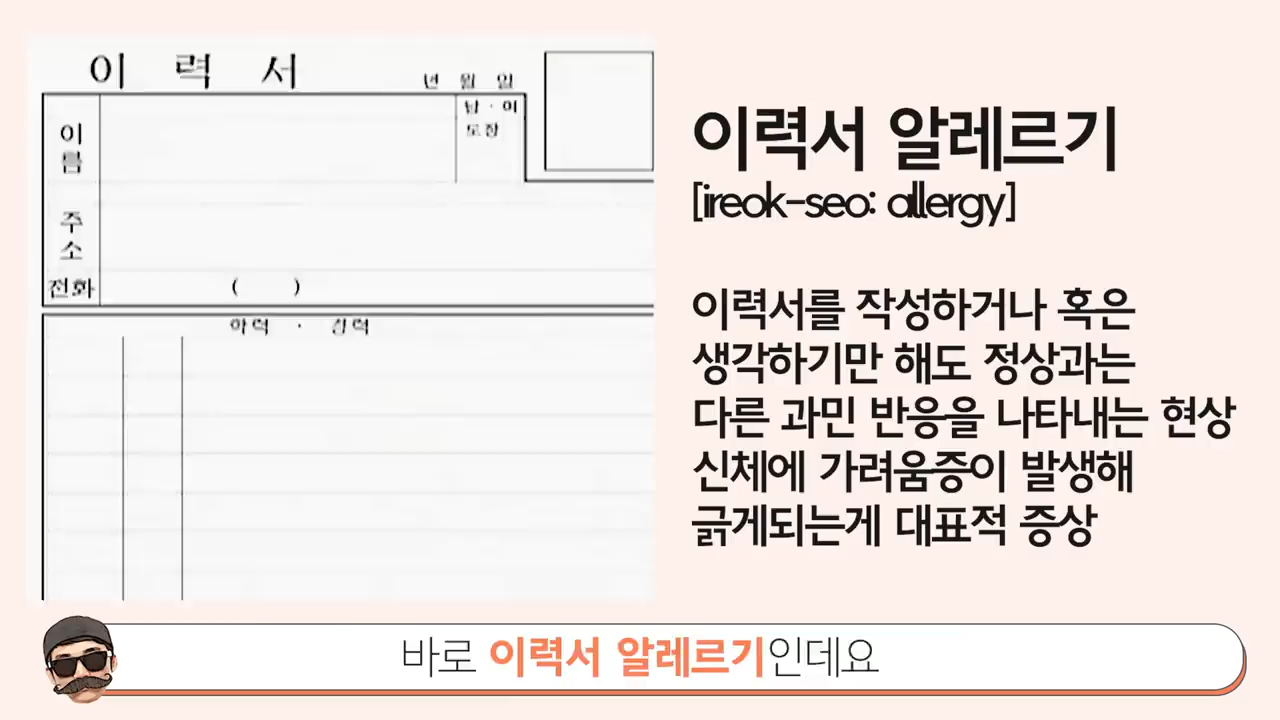 이 력 서
년 월 일
남 · 여
도장
이름
주소
전화 ( )
학력 · 경력
이력서 알레르기
[ireok-seo: allergy]
이력서를 작성하거나 혹은
생각하기만 해도 정상과는
다른 과민 반응을 나타내는 현상
신체에 가려움증이 발생해
긁게되는게 대표적 증상
바로 이력서 알레르기인데요